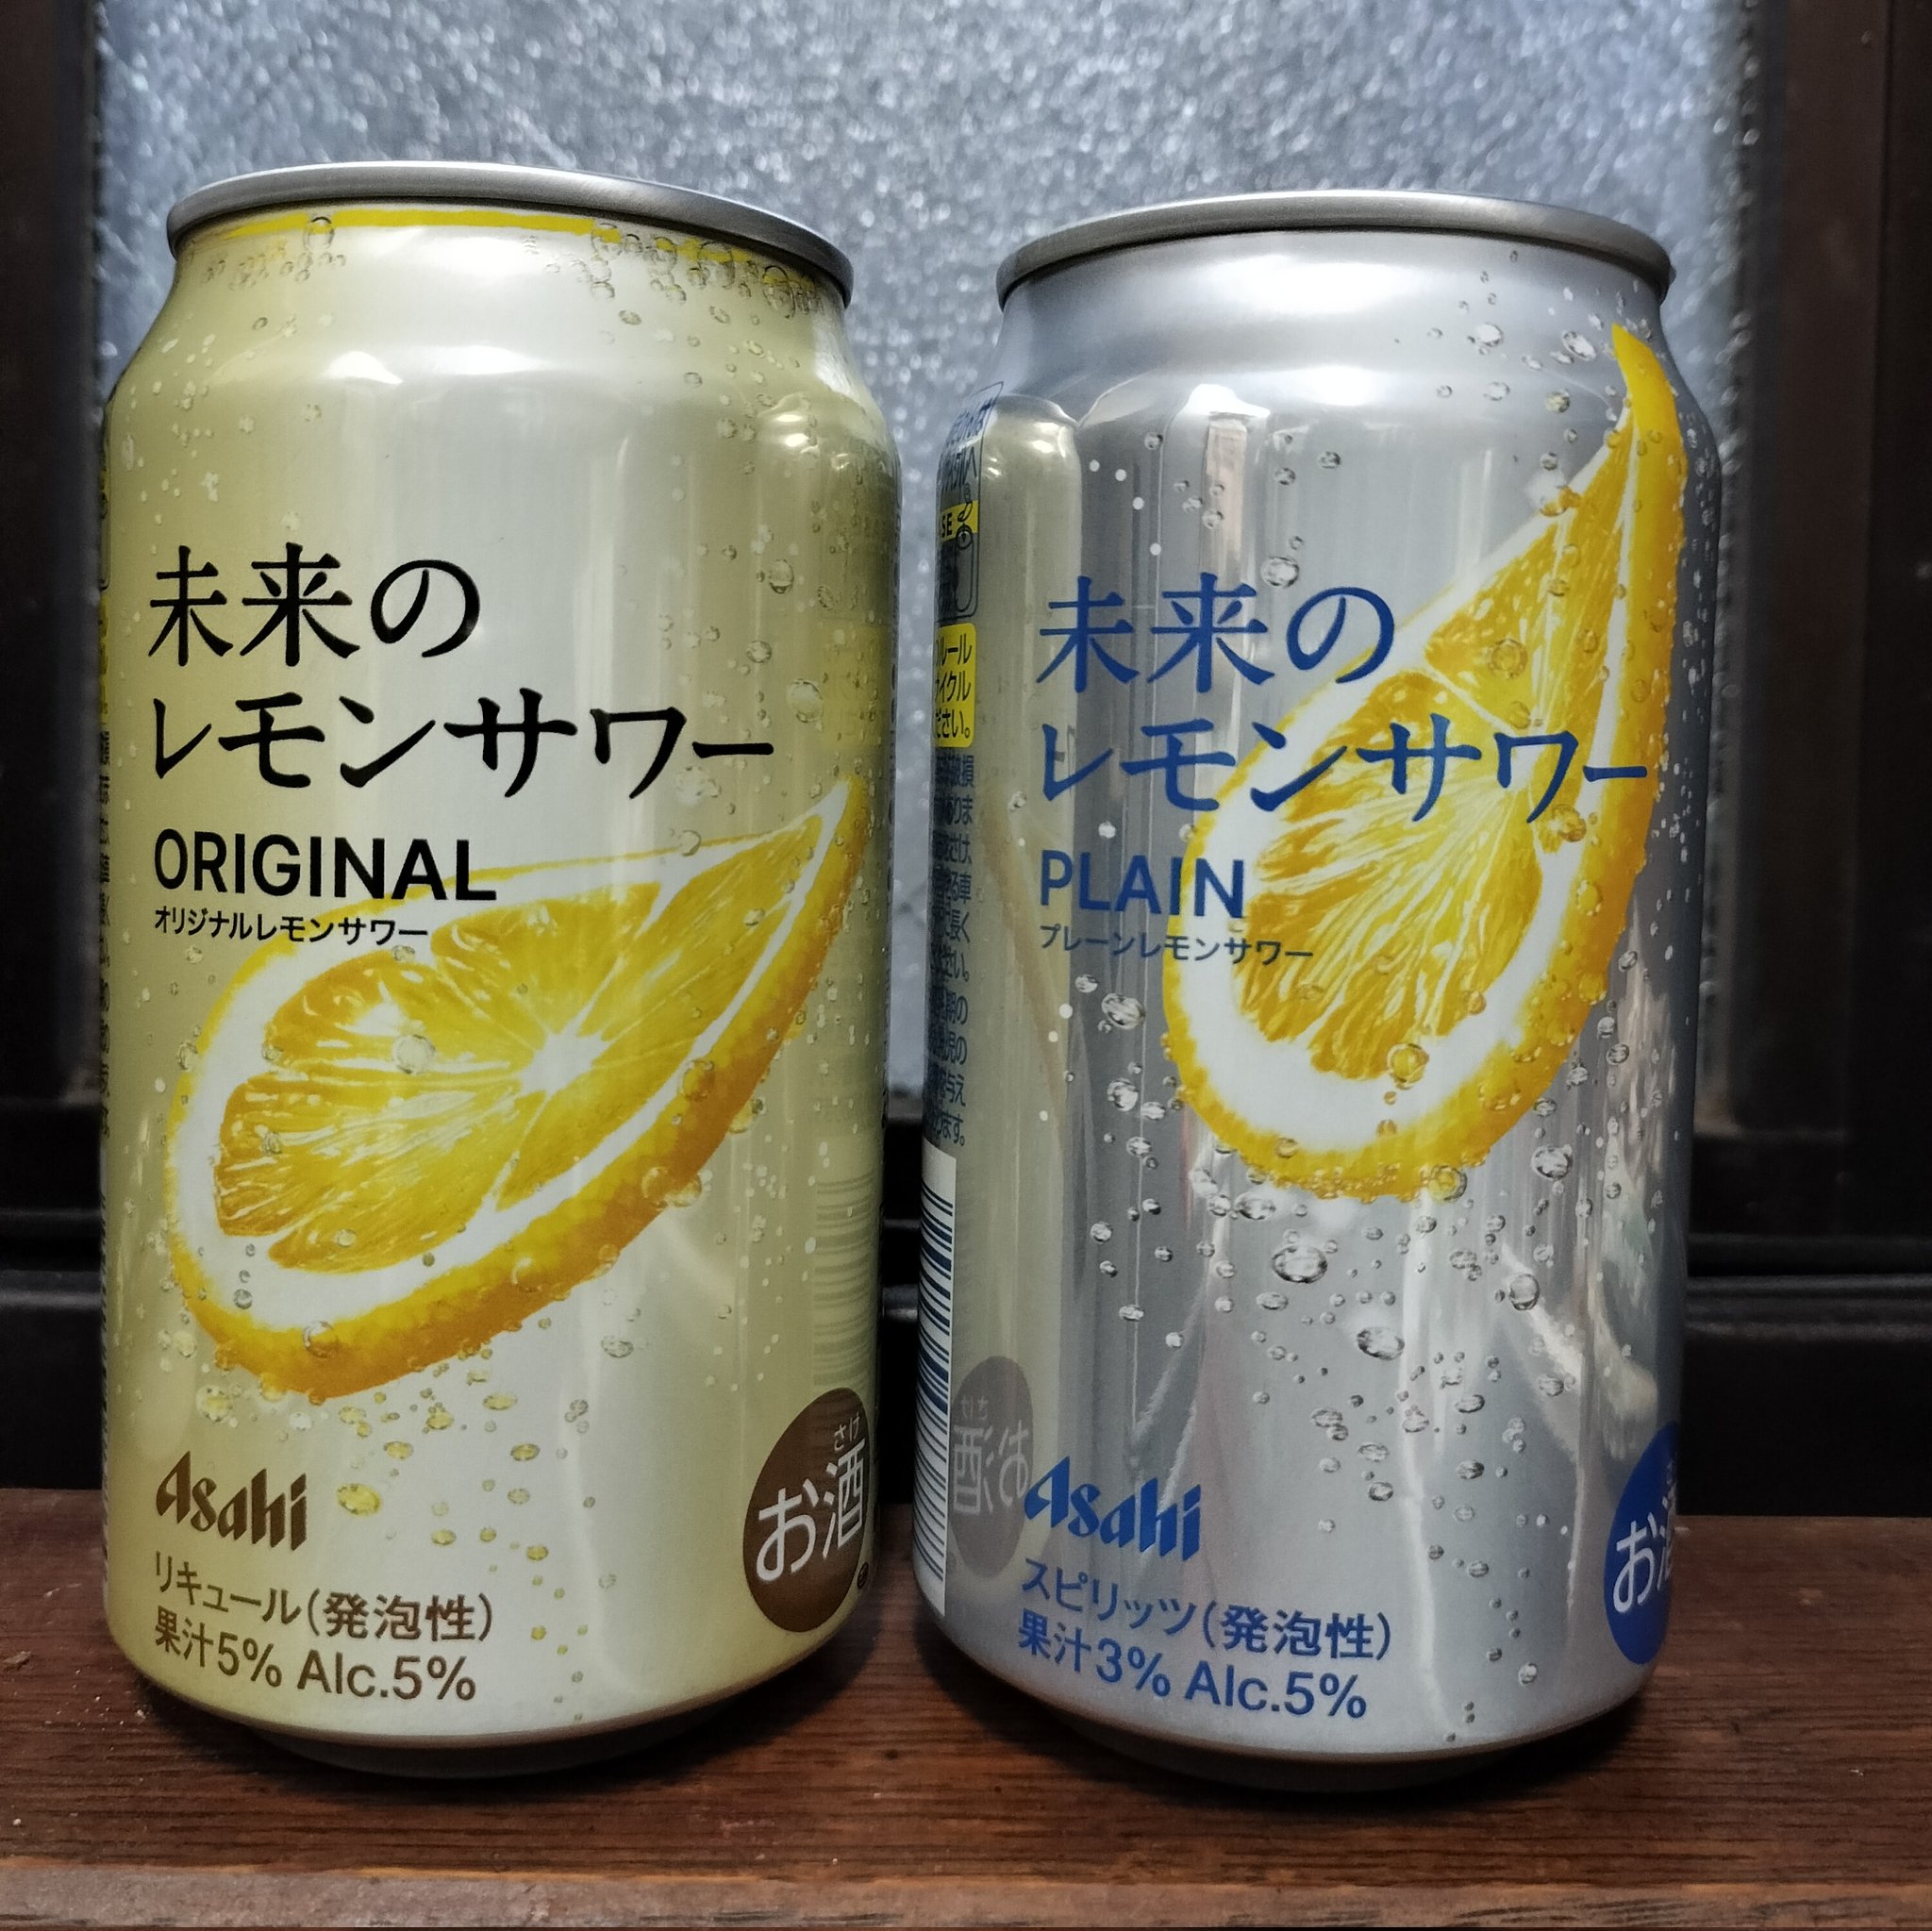 未来の
レモンサワー
ORIGINAL
オリジナルレモンサワー
Asahi
リキュール(発泡性)
果汁5% Alc.5%
さけ
お酒
未来の
レモンサワー
PLAIN
プレーンレモンサワー
Asahi
スピリッツ(発泡性)
果汁3% Alc.5%
お酒